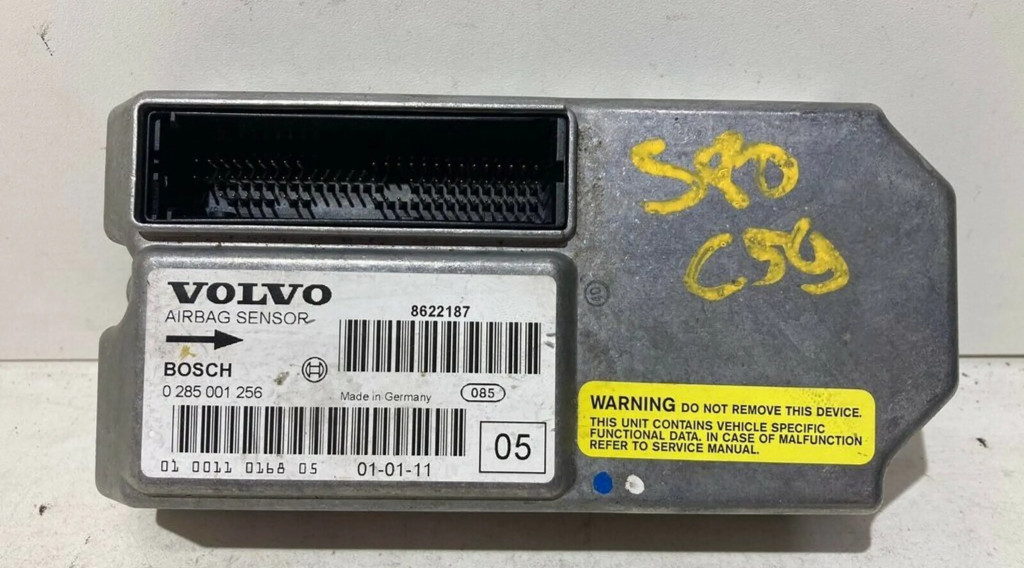 S40
C59
VOLVO
AIRBAG SENSOR
8622187
BOSCH
0 285 001 256
Made in Germany
085
01 0011 0168 05
01-01-11
05
WARNING DO NOT REMOVE THIS DEVICE.
THIS UNIT CONTAINS VEHICLE SPECIFIC
FUNCTIONAL DATA. IN CASE OF MALFUNCTION
REFER TO SERVICE MANUAL.